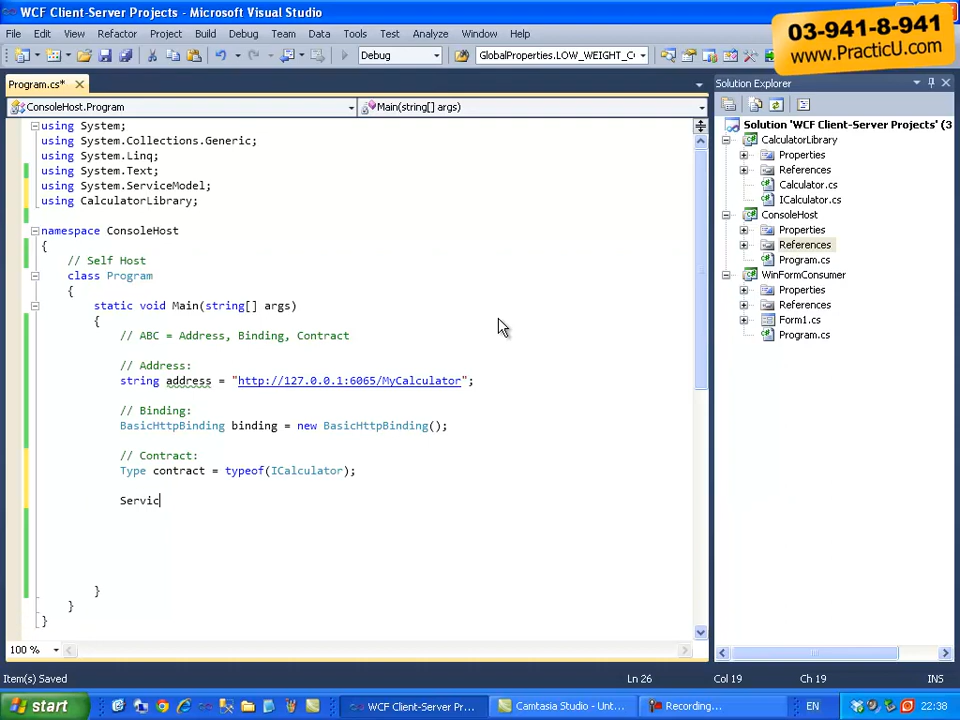 WCF Client-Server Projects - Microsoft Visual Studio
03-941-8-941
www.PracticU.com
File Edit View Refactor Project Build Debug Team Data Tools Test Analyze Window Help
Debug GlobalProperties.LOW_WEIGHT_C
Program.cs*
Solution Explorer
ConsoleHost.Program Main(string[] args)
using System;
using System.Collections.Generic;
using System.Linq;
using System.Text;
using System.ServiceModel;
using CalculatorLibrary;
namespace ConsoleHost
{
// Self Host
class Program
{
static void Main(string[] args)
{
// ABC = Address, Binding, Contract
// Address:
string address = "http://127.0.0.1:6065/MyCalculator";
// Binding:
BasicHttpBinding binding = new BasicHttpBinding();
// Contract:
Type contract = typeof(ICalculator);
Servic
}
}
}
Solution 'WCF Client-Server Projects' (3
CalculatorLibrary
Properties
References
Calculator.cs
ICalculator.cs
ConsoleHost
Properties
References
Program.cs
WinFormConsumer
Properties
References
Form1.cs
Program.cs
100 %
Item(s) Saved Ln 26 Col 19 Ch 19 INS
start WCF Client-Server Pr... Camtasia Studio - Unt... Recording... EN 22:38